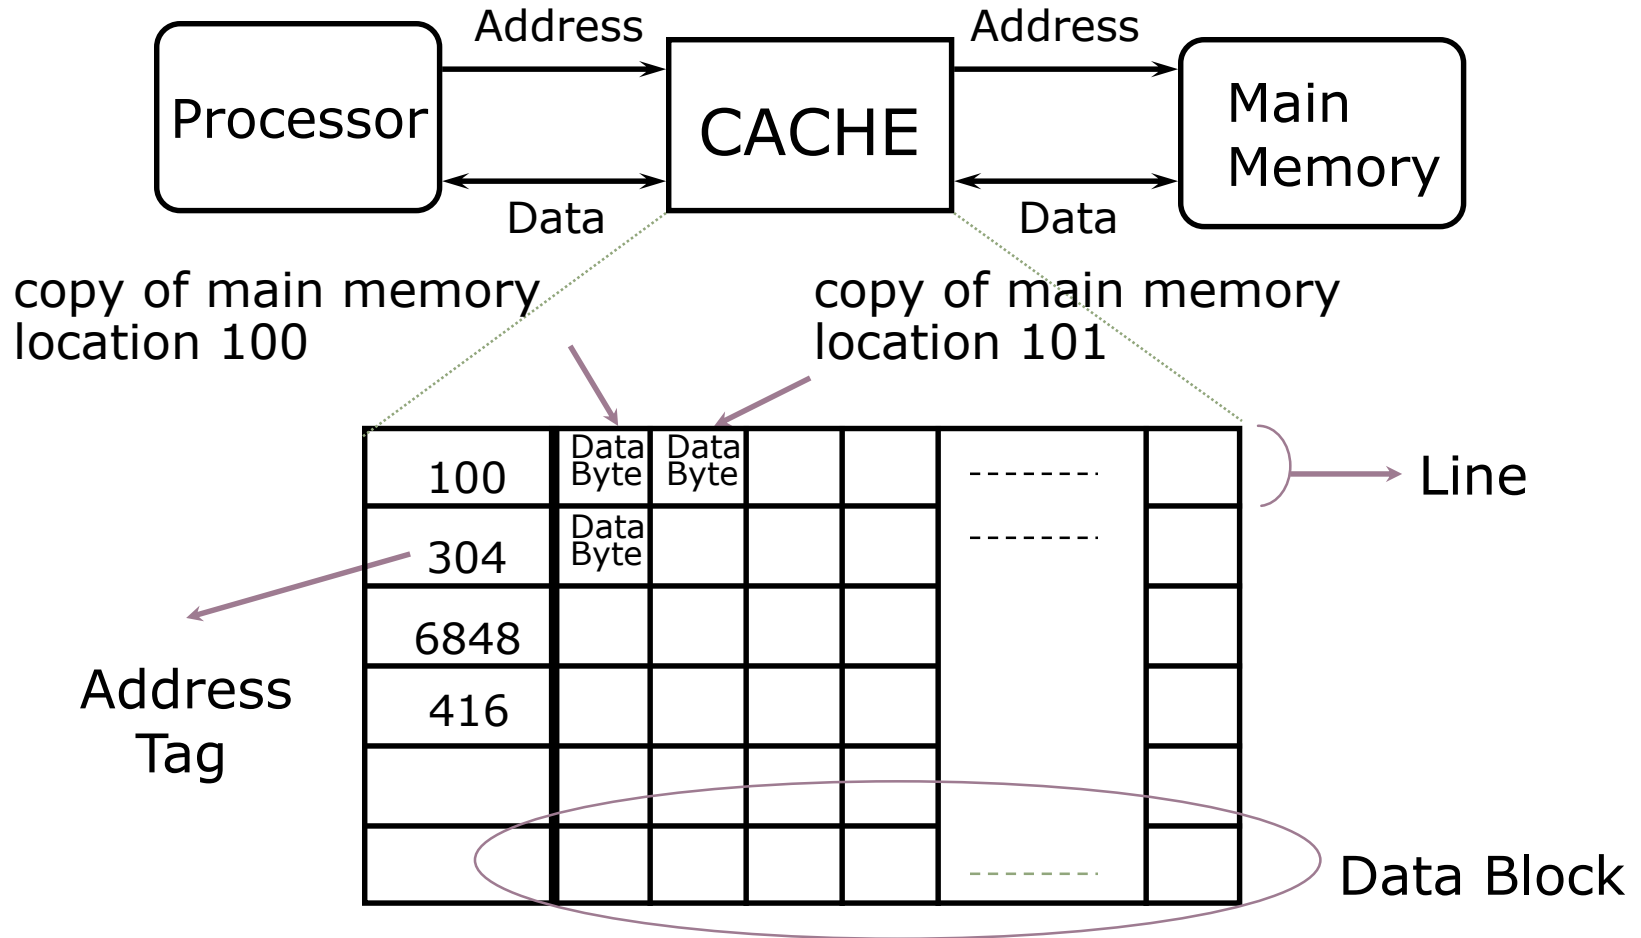 Address
Address
Processor
CACHE
Main
Memory
Data
Data
copy of main memory
location 100
copy of main memory
location 101
100
Data
Byte
Data
Byte
Line
304
Data
Byte
6848
416
Address
Tag
Data Block